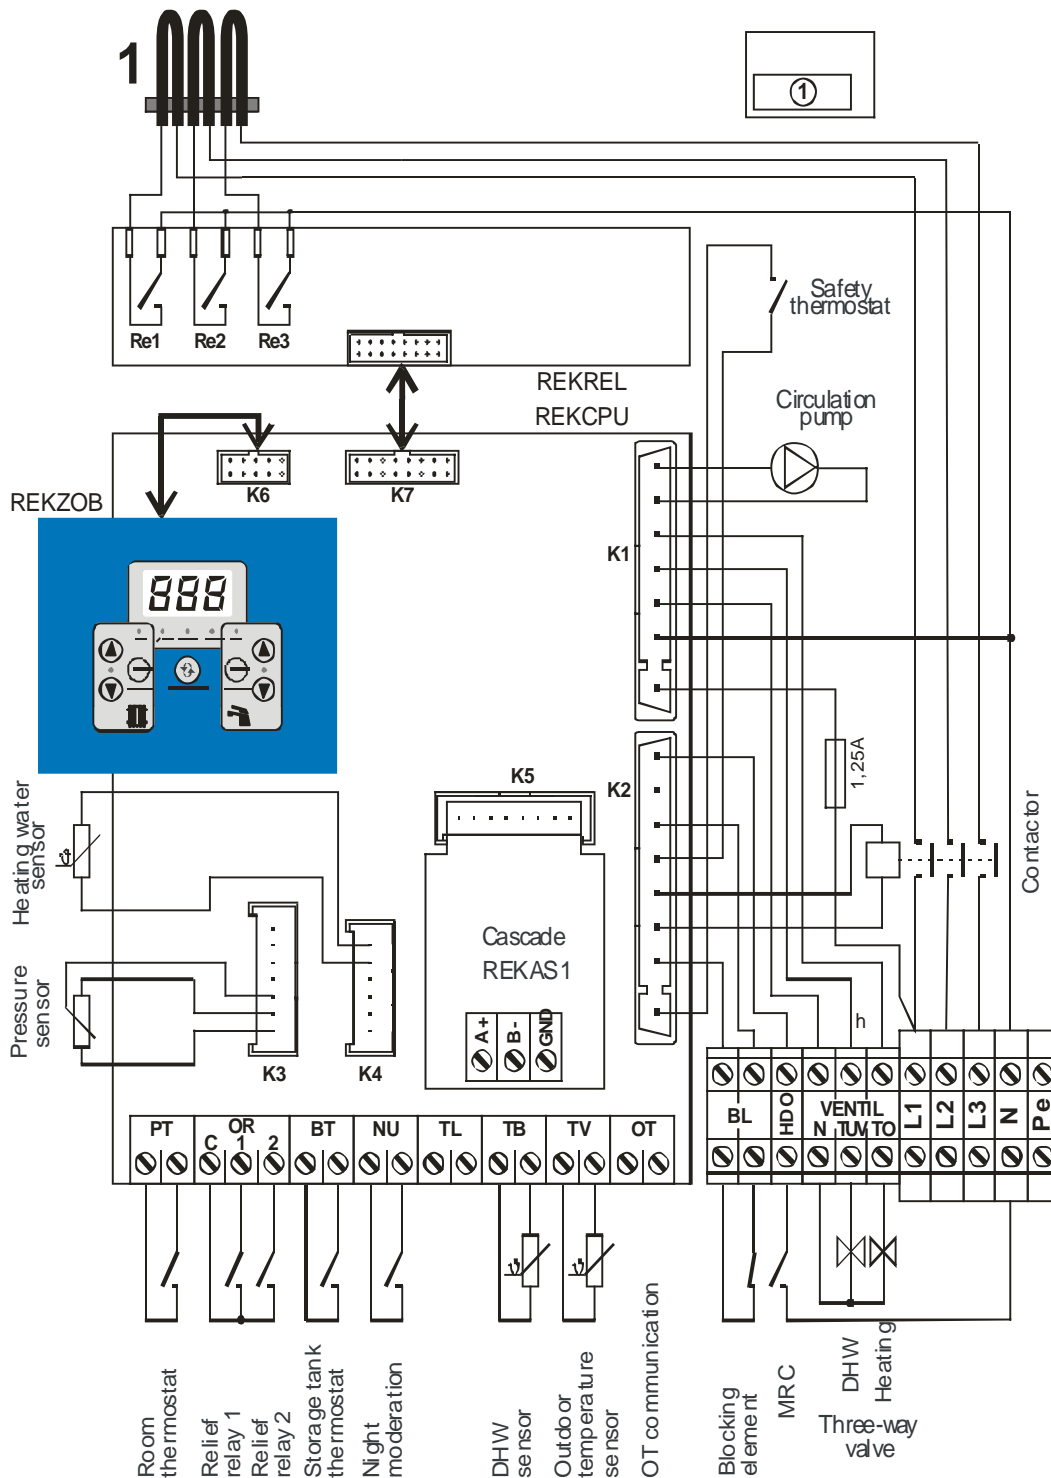 1
1
Safety
thermostat
Re1 Re2 Re3
REKREL
REKCPU
Circulation
pump
K6
K7
REKZOB
K1
888
1,25A
K5
K2
Heating water
sensor
Contactor
Cascade
REKAS1
Pressure
sensor
A+
B-
GND
K3
K4
h
PT
OR
C 1 2
BT
NU
TL
TB
TV
OT
BL
HDO
VENTIL
N TUV TO
L1
L2
L3
N
Pe
Room
thermostat
Relief
relay 1
Relief
relay 2
Storage tank
thermostat
Night
moderation
DHW
sensor
Outdoor
temperature
sensor
OT communication
Blocking
element
MRC
DHW
Heating
Three-way
valve